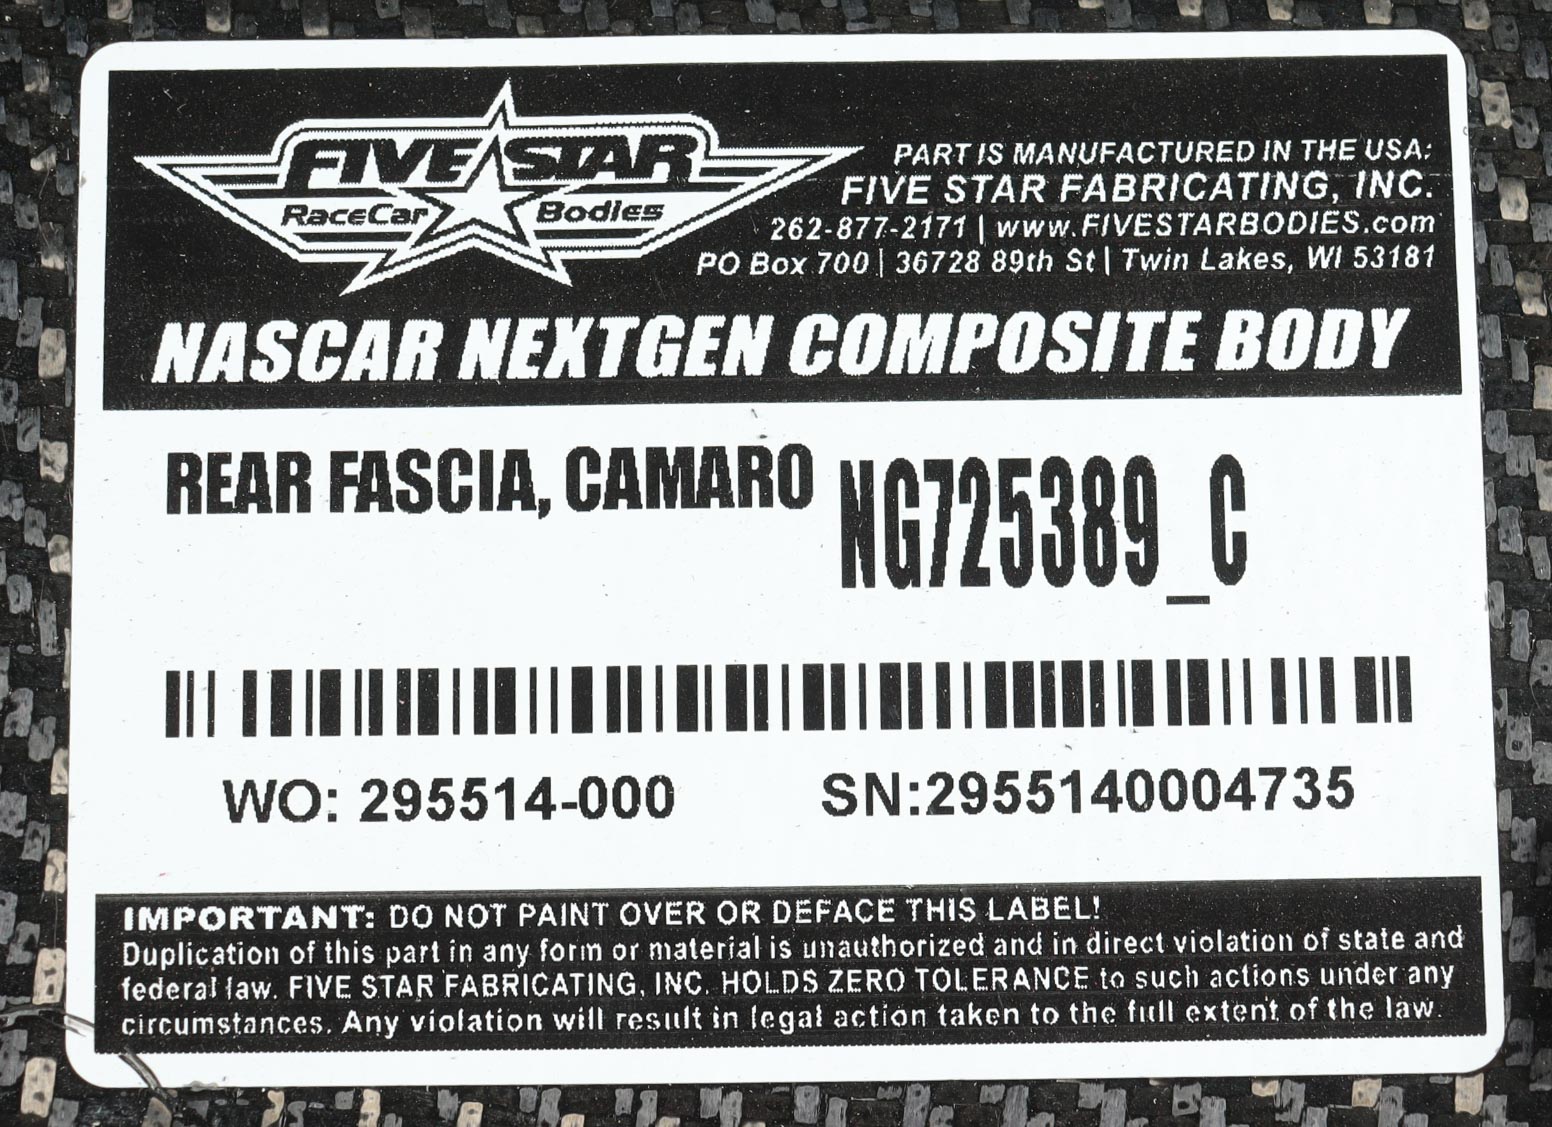 FIVE STAR
RaceCar Bodies
PART IS MANUFACTURED IN THE USA:
FIVE STAR FABRICATING, INC.
262-877-2171 | www.FIVESTARBODIES.com
PO Box 700 | 36728 89th St | Twin Lakes, WI 53181
NASCAR NEXTGEN COMPOSITE BODY
REAR FASCIA, CAMARO
NG725389_C
WO: 295514-000
SN:2955140004735
IMPORTANT: DO NOT PAINT OVER OR DEFACE THIS LABEL!
Duplication of this part in any form or material is unauthorized and in direct violation of state and
federal law. FIVE STAR FABRICATING, INC. HOLDS ZERO TOLERANCE to such actions under any
circumstances. Any violation will result in legal action taken to the full extent of the law.